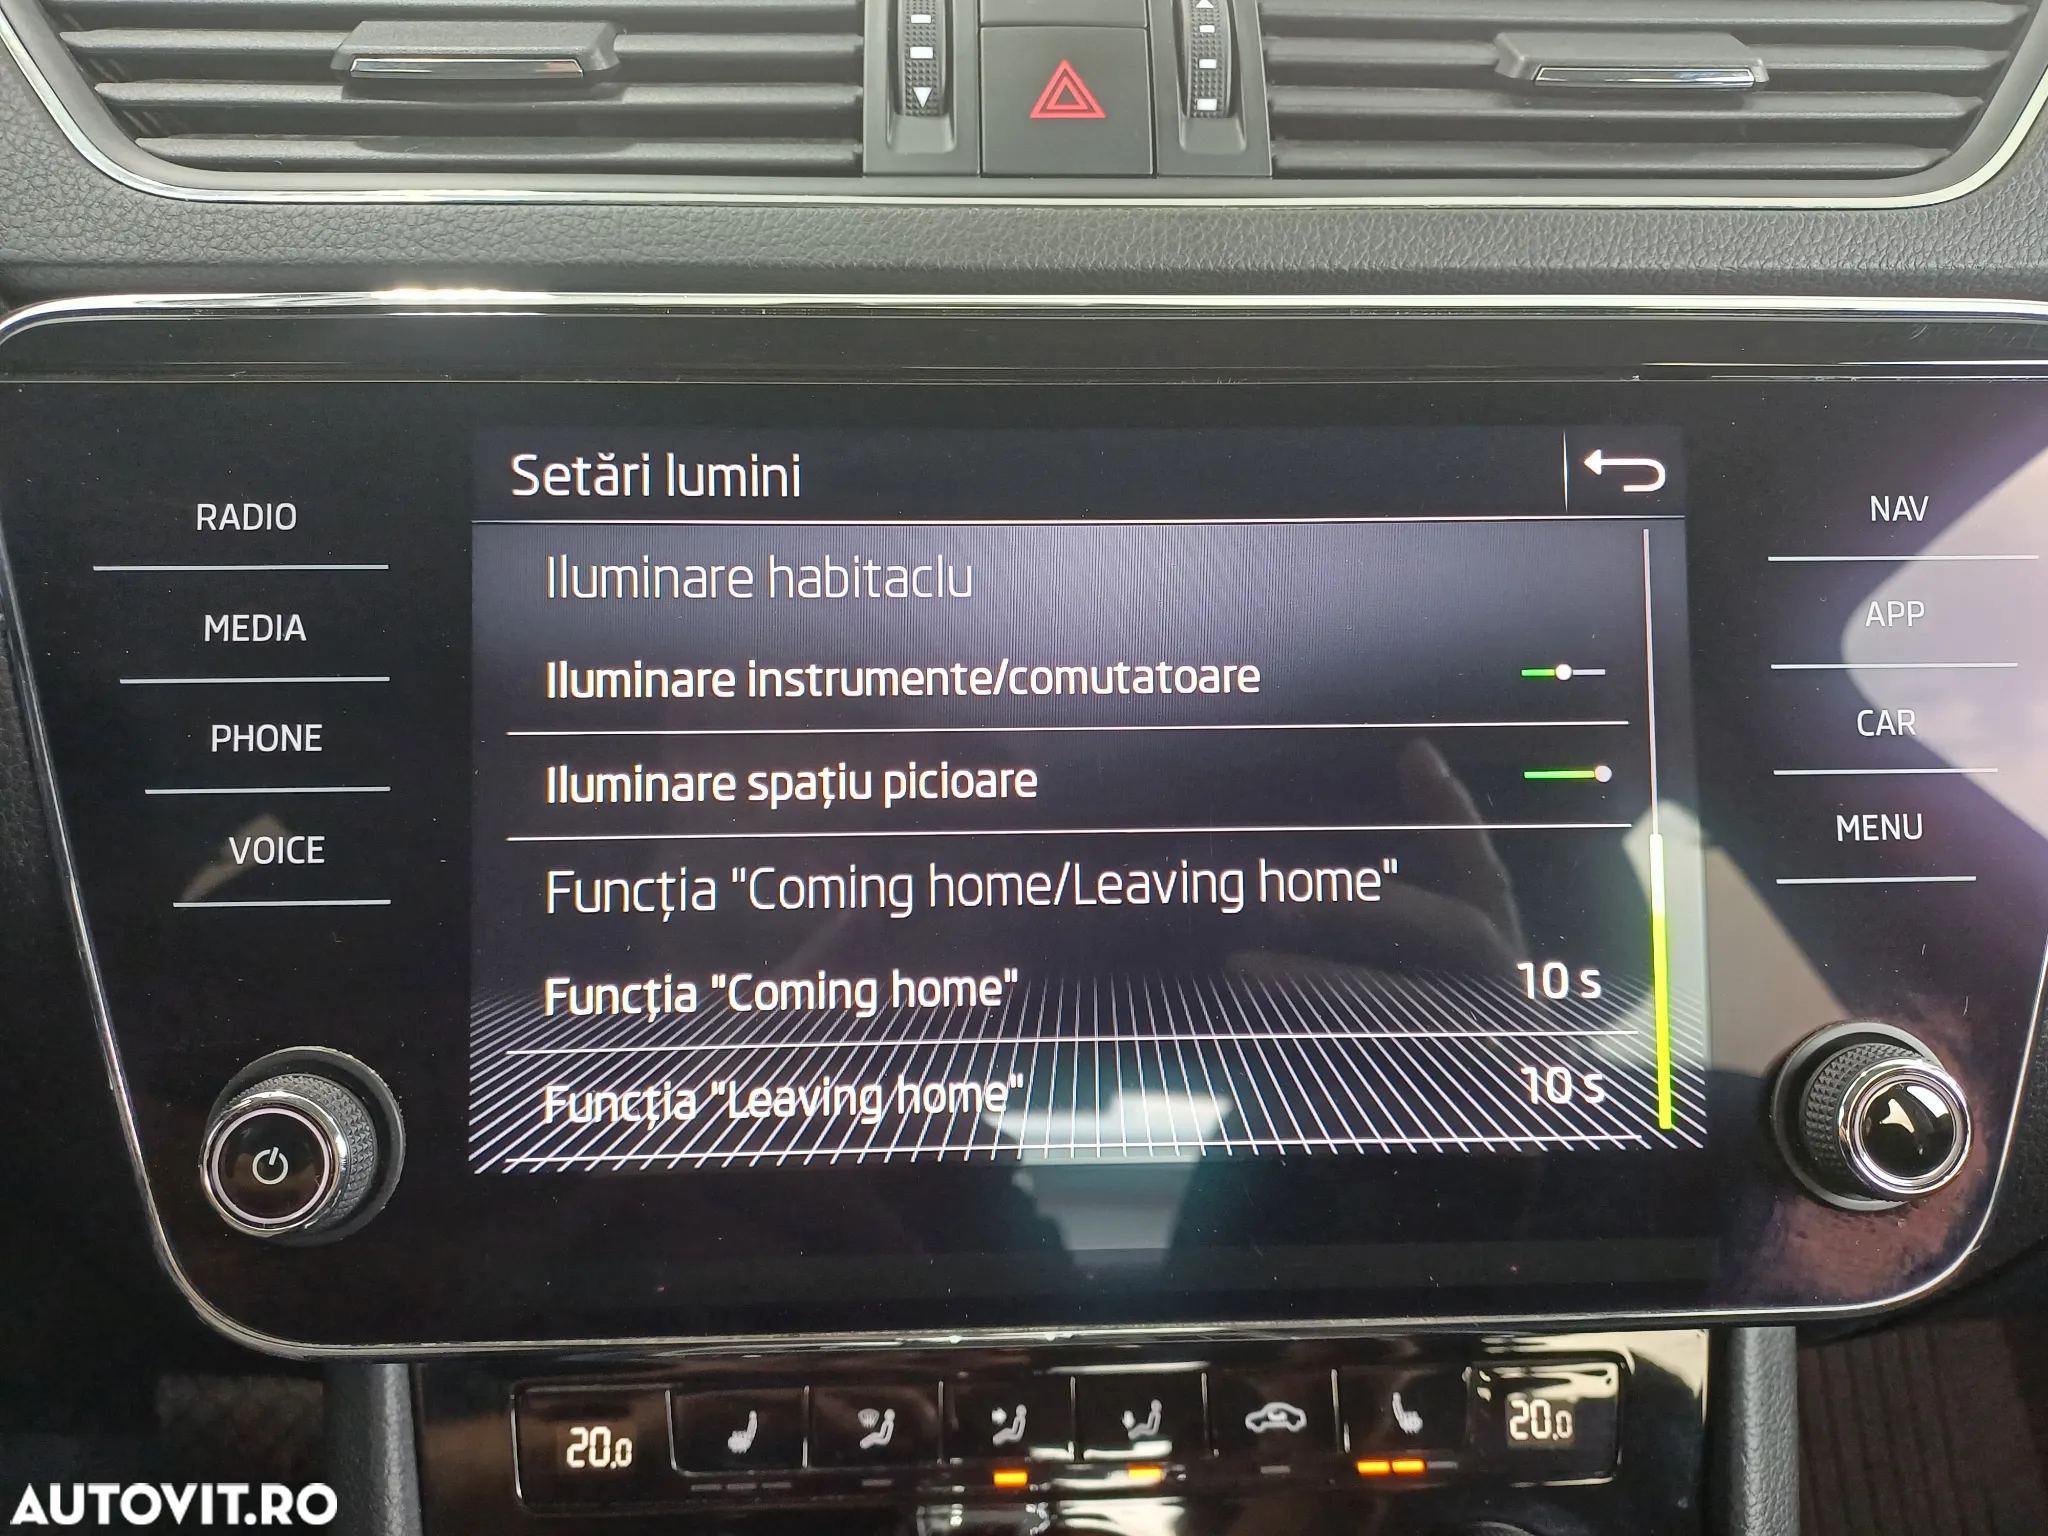 Setări lumini
RADIO
MEDIA
PHONE
VOICE
Iluminare habitaclu
Iluminare instrumente/comutatoare
Iluminare spațiu picioare
Funcția "Coming home/Leaving home"
Funcția "Coming home" 10 s
Funcția "Leaving home" 10 s
NAV
APP
CAR
MENU
20.0
20.0
AUTOVIT.RO